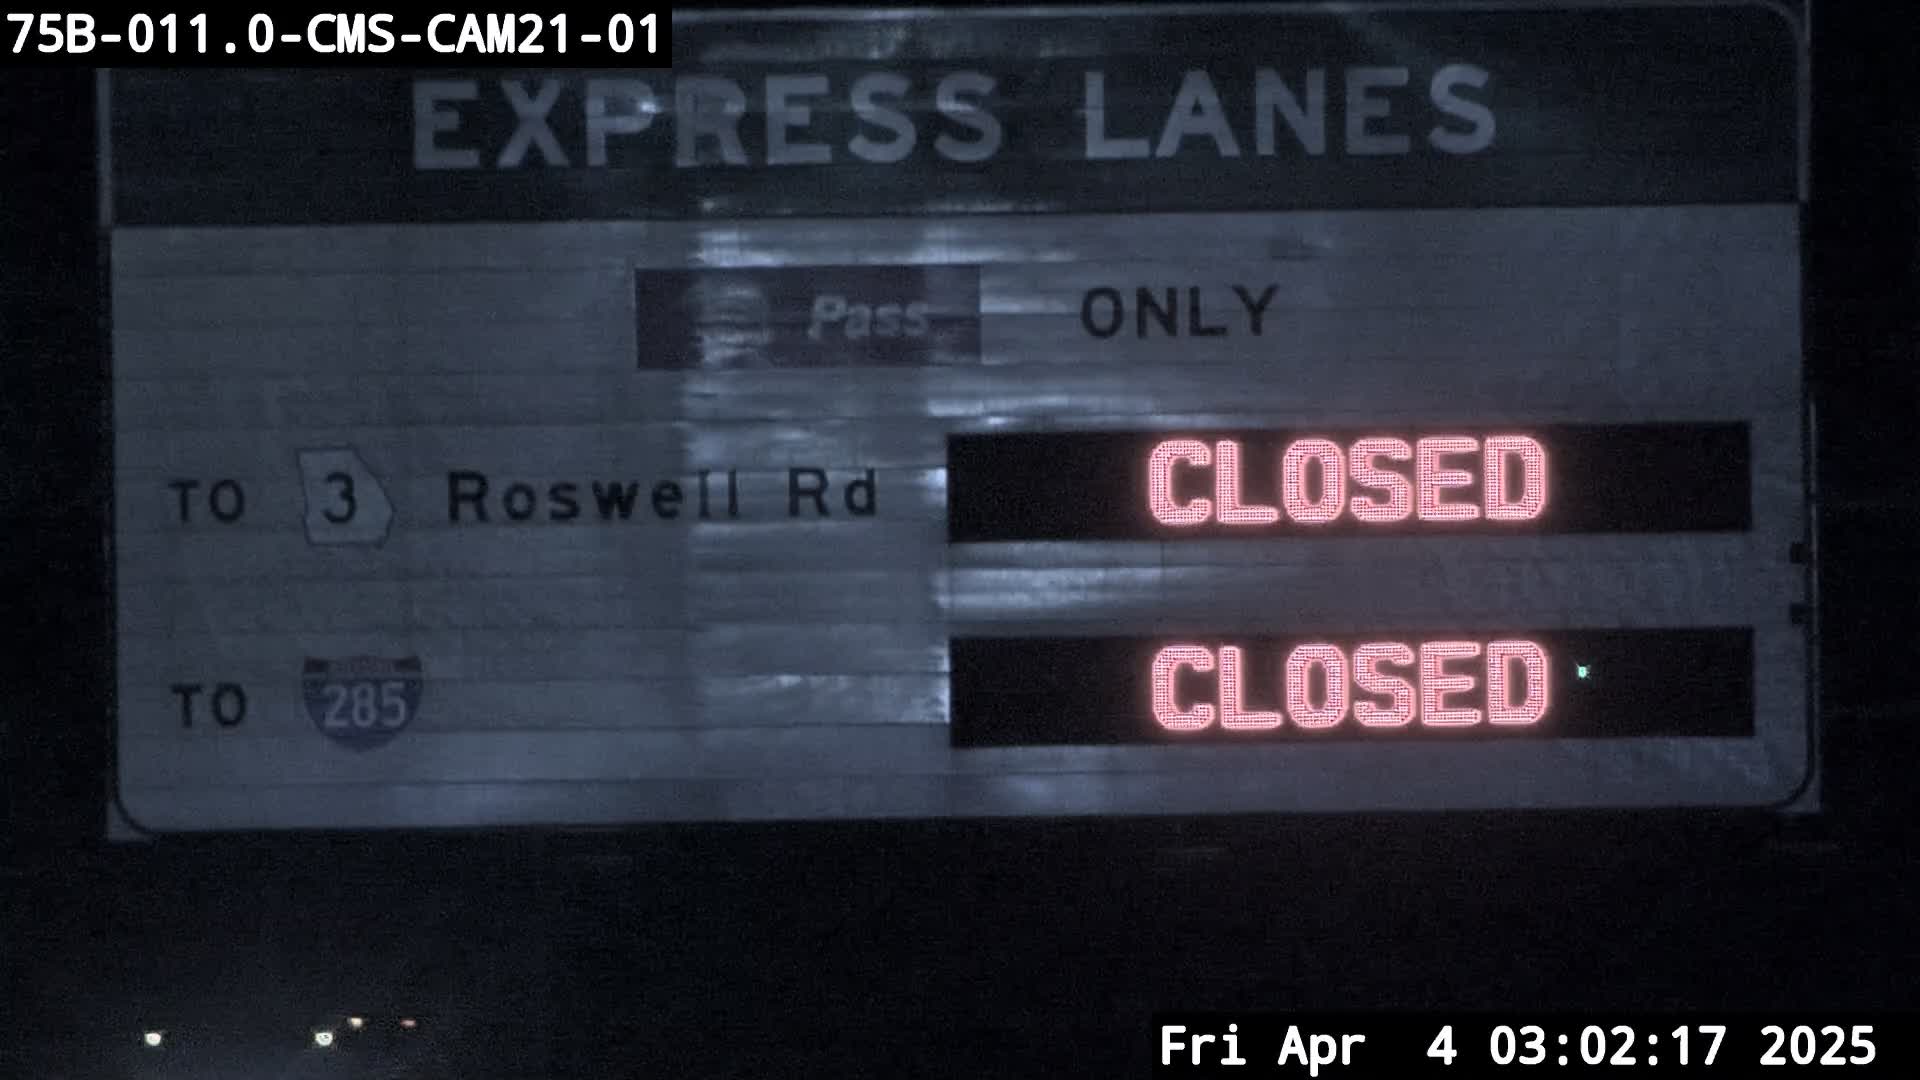 75B-011.0-CMS-CAM21-01
EXPRESS LANES
Pass ONLY
TO 3 Roswell Rd CLOSED
TO 285 CLOSED
Fri Apr 4 03:02:17 2025